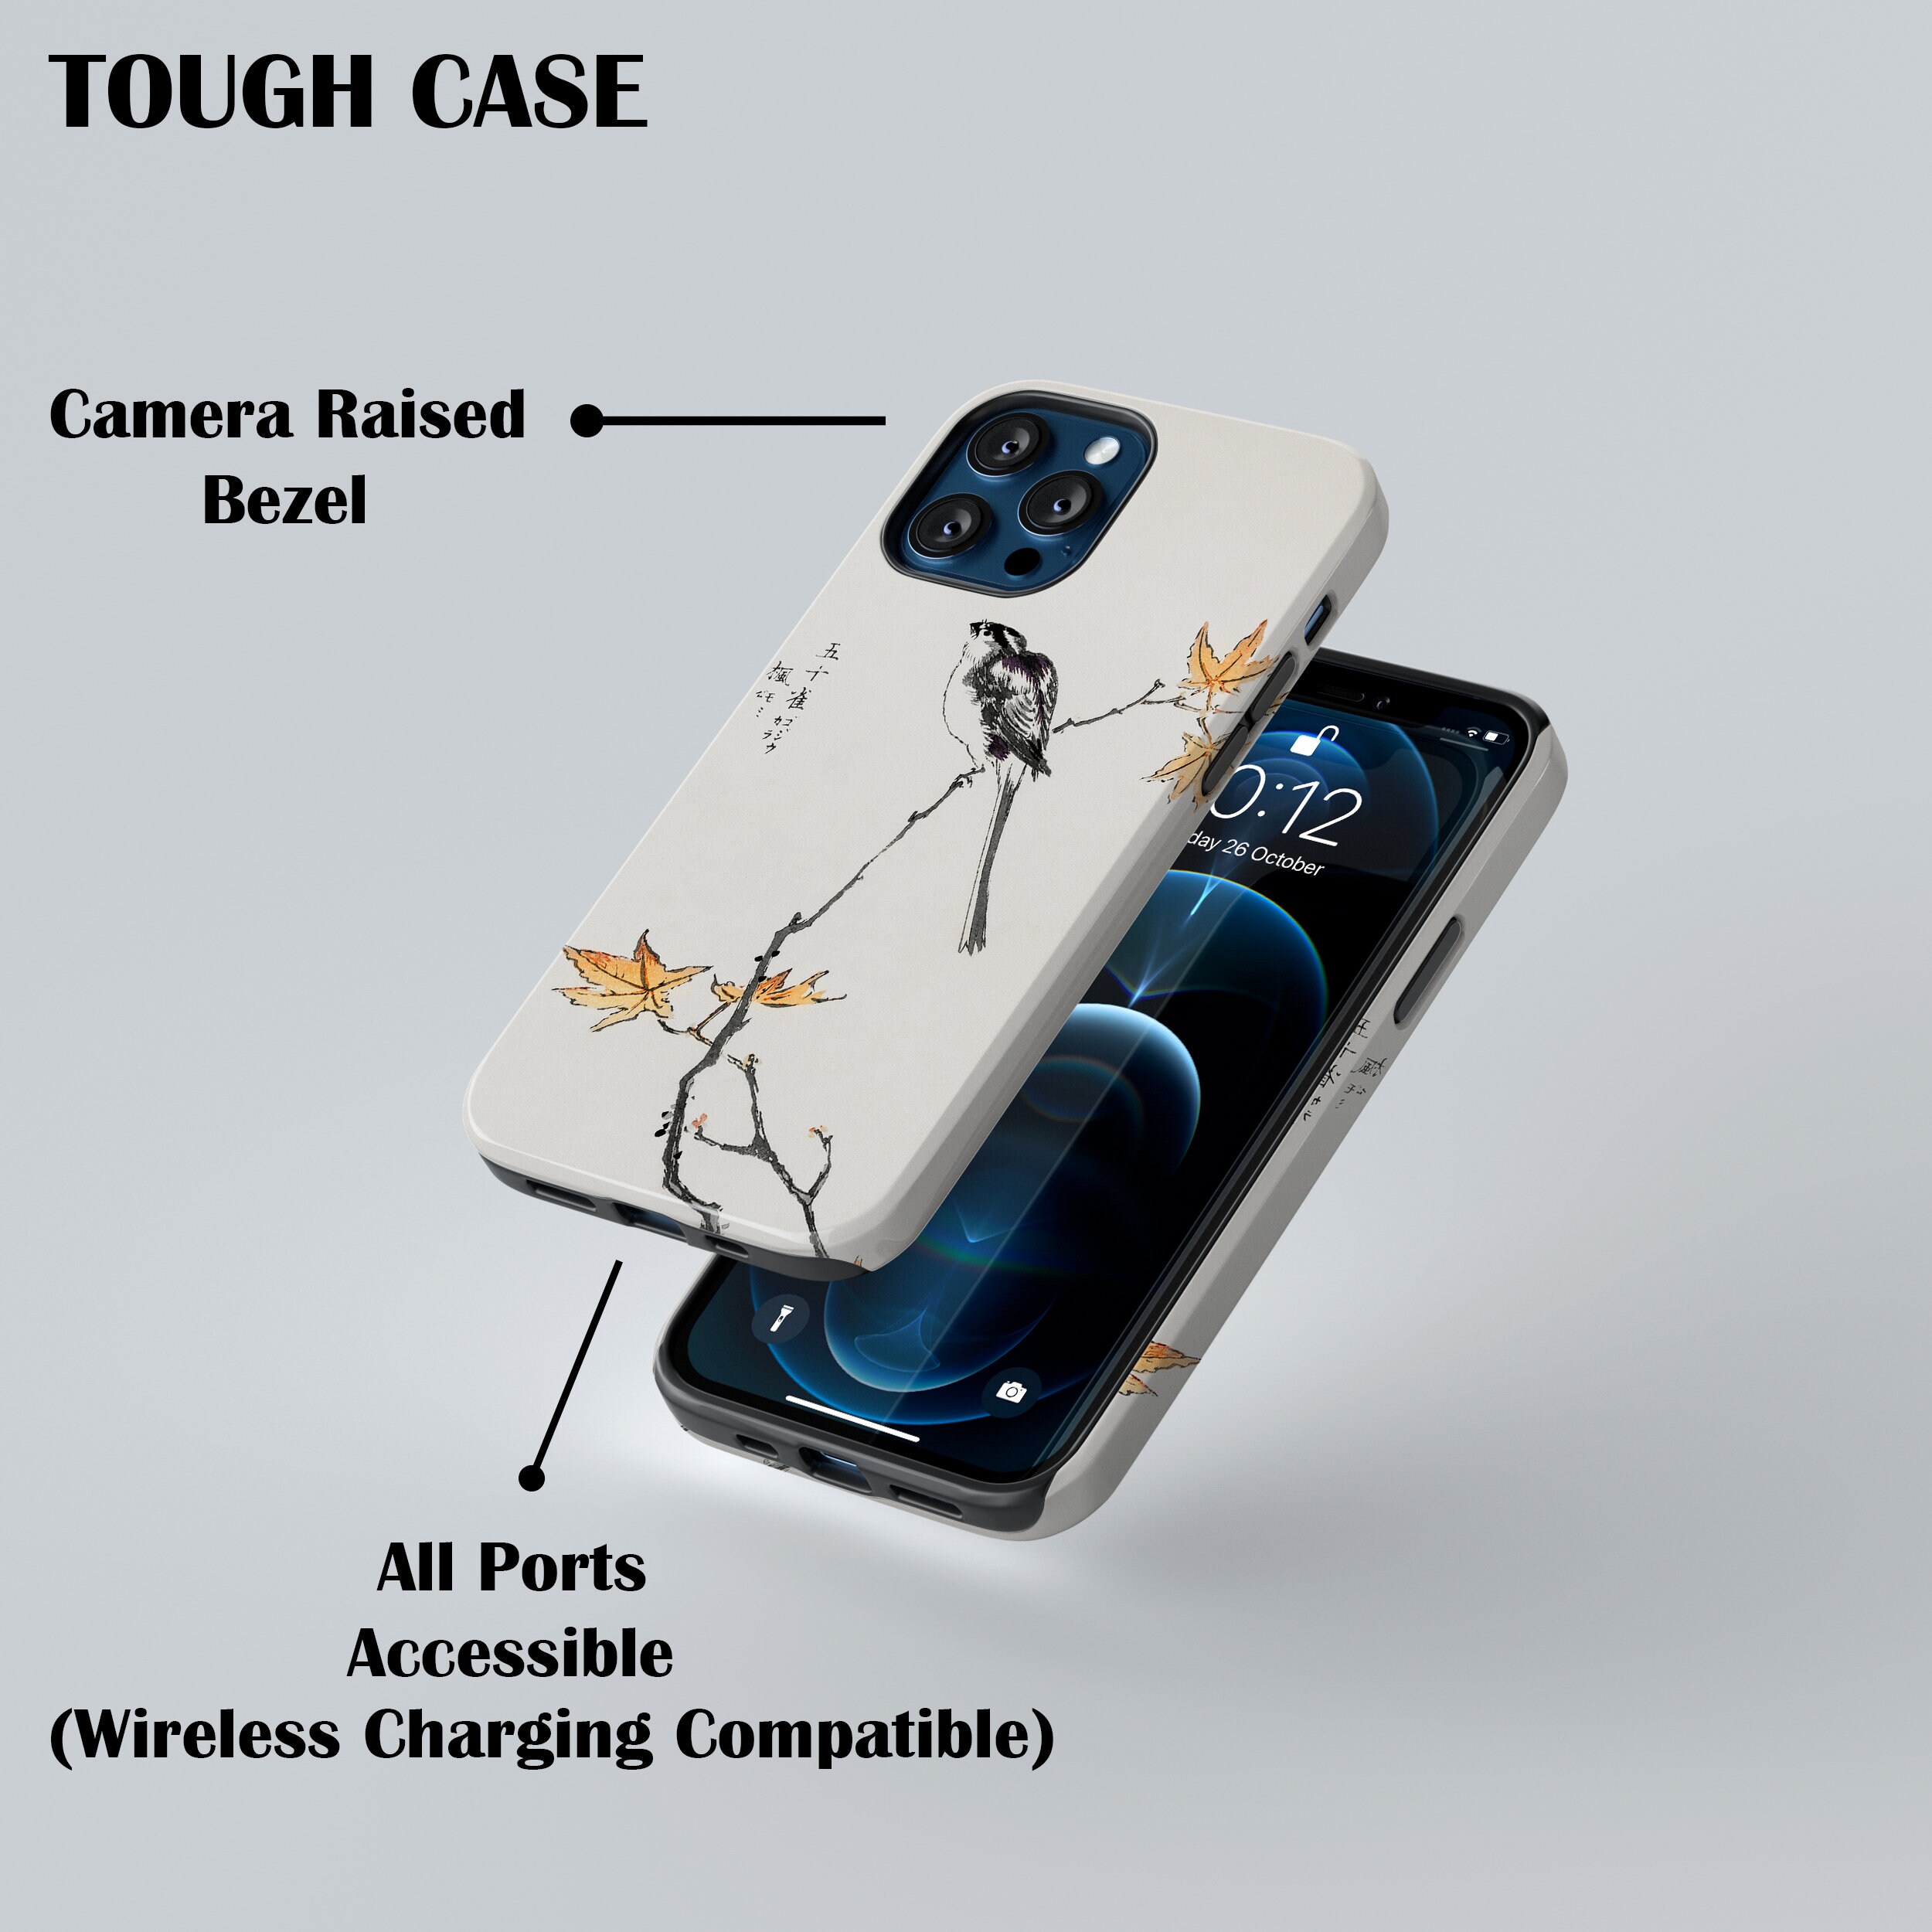 TOUGH CASE
Camera Raised
Bezel
五十雀
楓
0:12
day 26 October
All Ports
Accessible
(Wireless Charging Compatible)